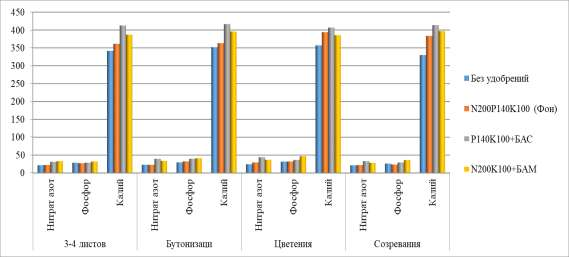 450
400
350
300
250
200
150
100
50
0
Нитрат азот
Фосфор
Калий
Нитрат азот
Фосфор
Калий
Нитрат азот
Фосфор
Калий
Нитрат азот
Фосфор
Калий
3-4 листов
Бутонизаци
Цветения
Созревания
Без удобрений
N200P140K100 (Фон)
P140K100+БАС
N200K100+БАМ